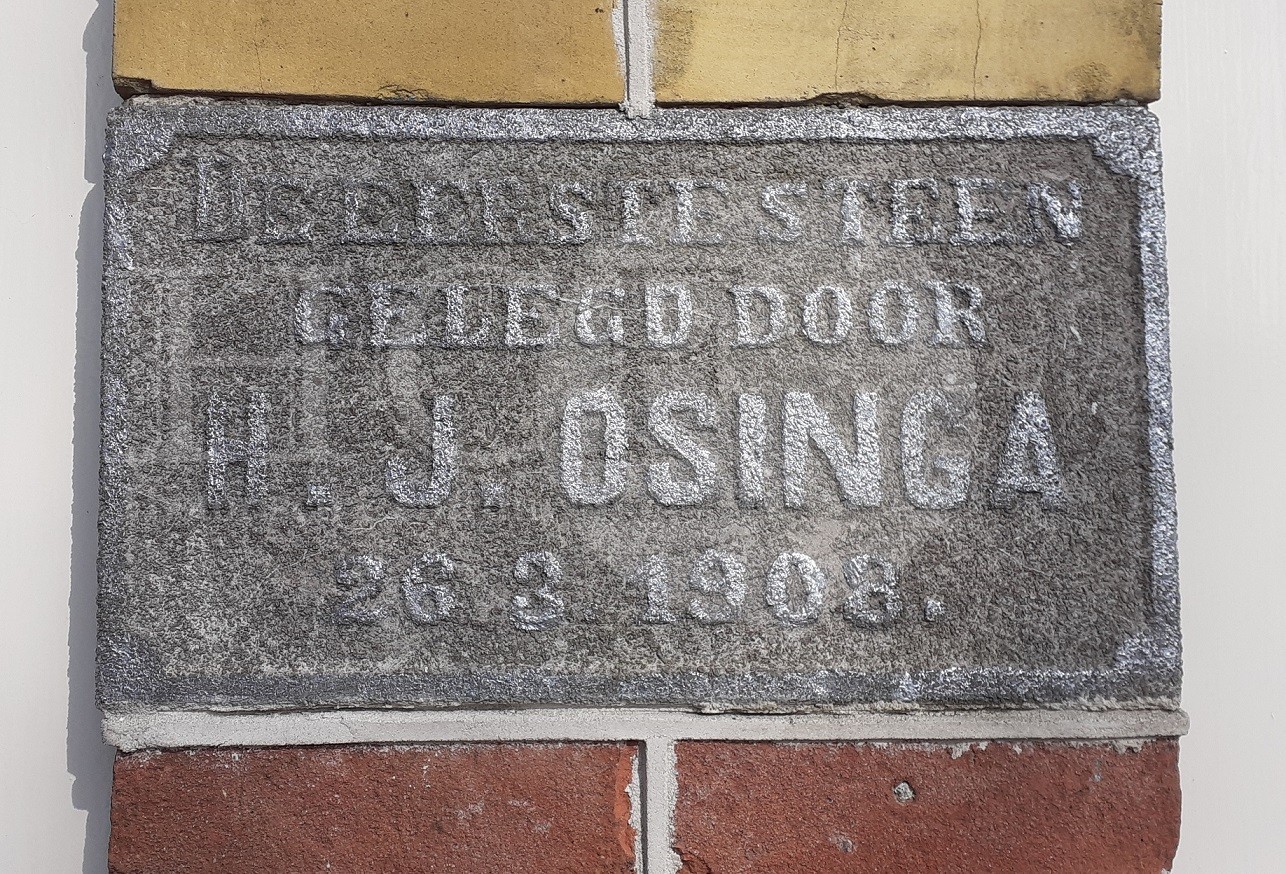 DE EERSTE STEEN
GELEGD DOOR
H. J. OSINGA
26 3 1908.